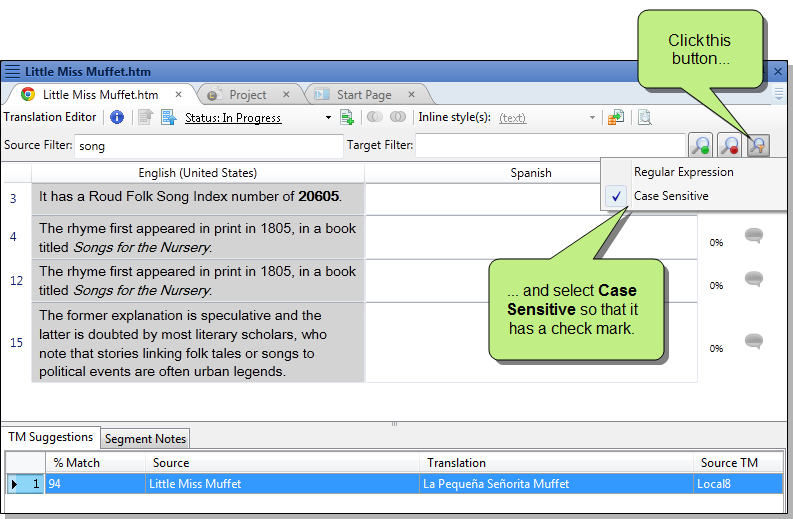 Click this
button...
Little Miss Muffet.htm
Little Miss Muffet.htm
Project
Start Page
Translation Editor
Status: In Progress
Inline style(s):
(text)
Source Filter:
song
Target Filter:
English (United States)
Spanish
Regular Expression
Case Sensitive
3
It has a Roud Folk Song Index number of 20605.
4
The rhyme first appeared in print in 1805, in a book
titled Songs for the Nursery.
0%
12
The rhyme first appeared in print in 1805, in a book
titled Songs for the Nursery.
0%
15
The former explanation is speculative and the
latter is doubted by most literary scholars, who
note that stories linking folk tales or songs to
political events are often urban legends.
0%
... and select Case
Sensitive so that it
has a check mark.
TM Suggestions
Segment Notes
% Match
Source
Translation
Source TM
1
94
Little Miss Muffet
La Pequeña Señorita Muffet
Local8